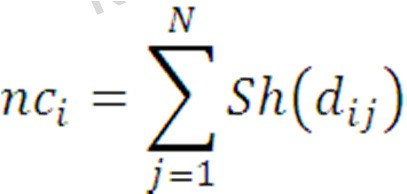 nc_i = \sum_{j=1}^{N} Sh(d_{ij})